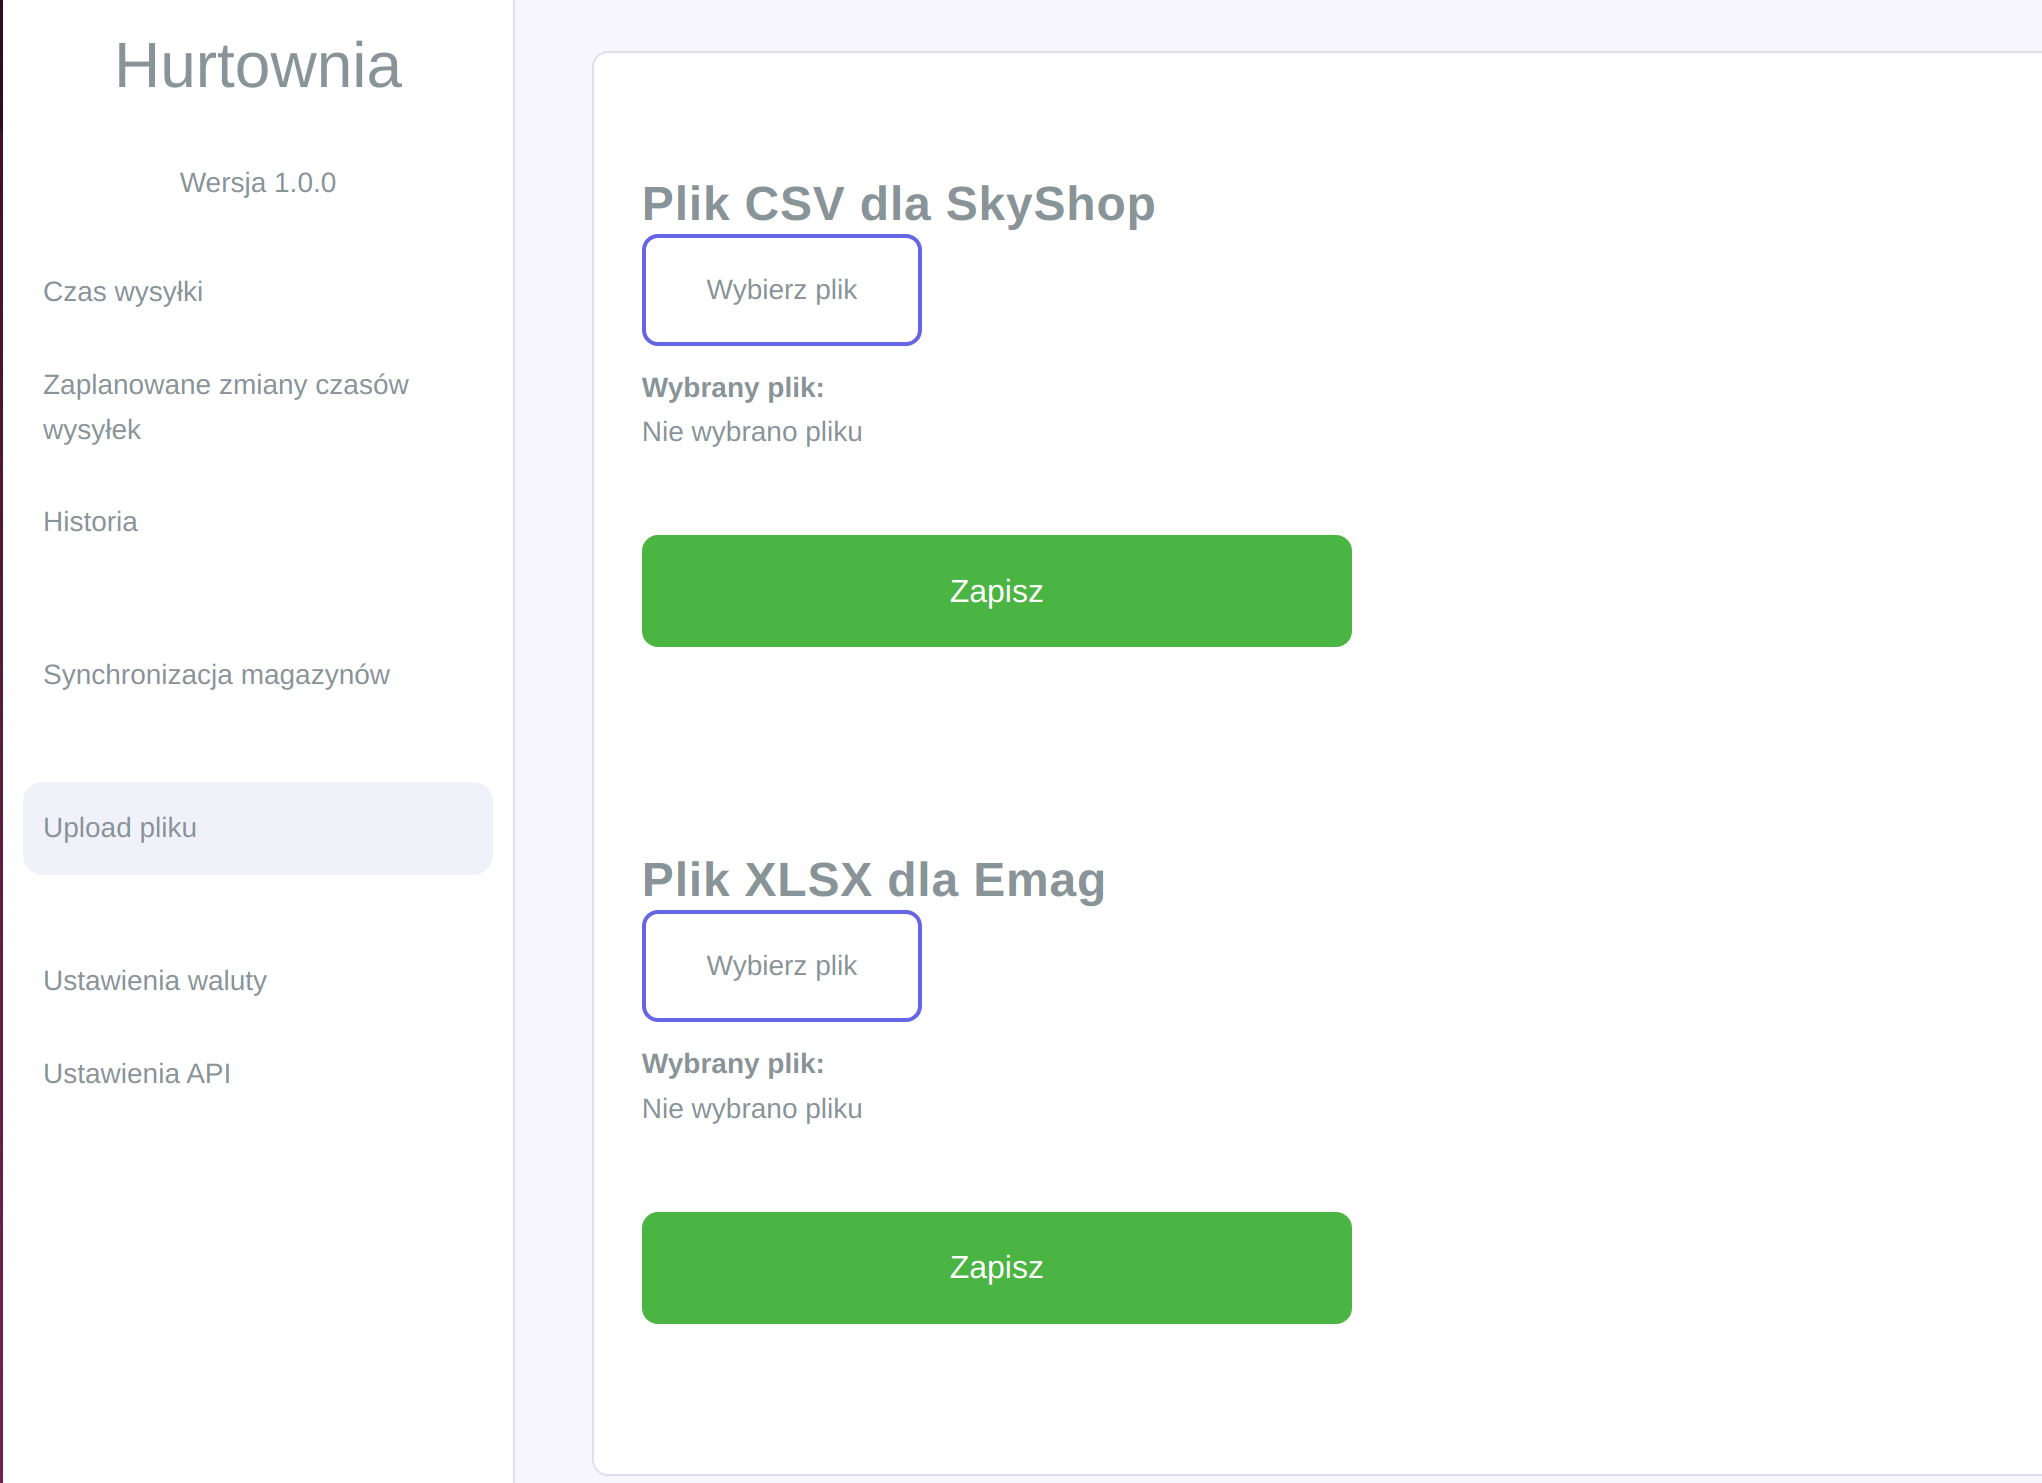 Hurtownia
Wersja 1.0.0
Czas wysyłki
Zaplanowane zmiany czasów
wysyłek
Historia
Synchronizacja magazynów
Upload pliku
Ustawienia waluty
Ustawienia API
Plik CSV dla SkyShop
Wybierz plik
Wybrany plik:
Nie wybrano pliku
Zapisz
Plik XLSX dla Emag
Wybierz plik
Wybrany plik:
Nie wybrano pliku
Zapisz